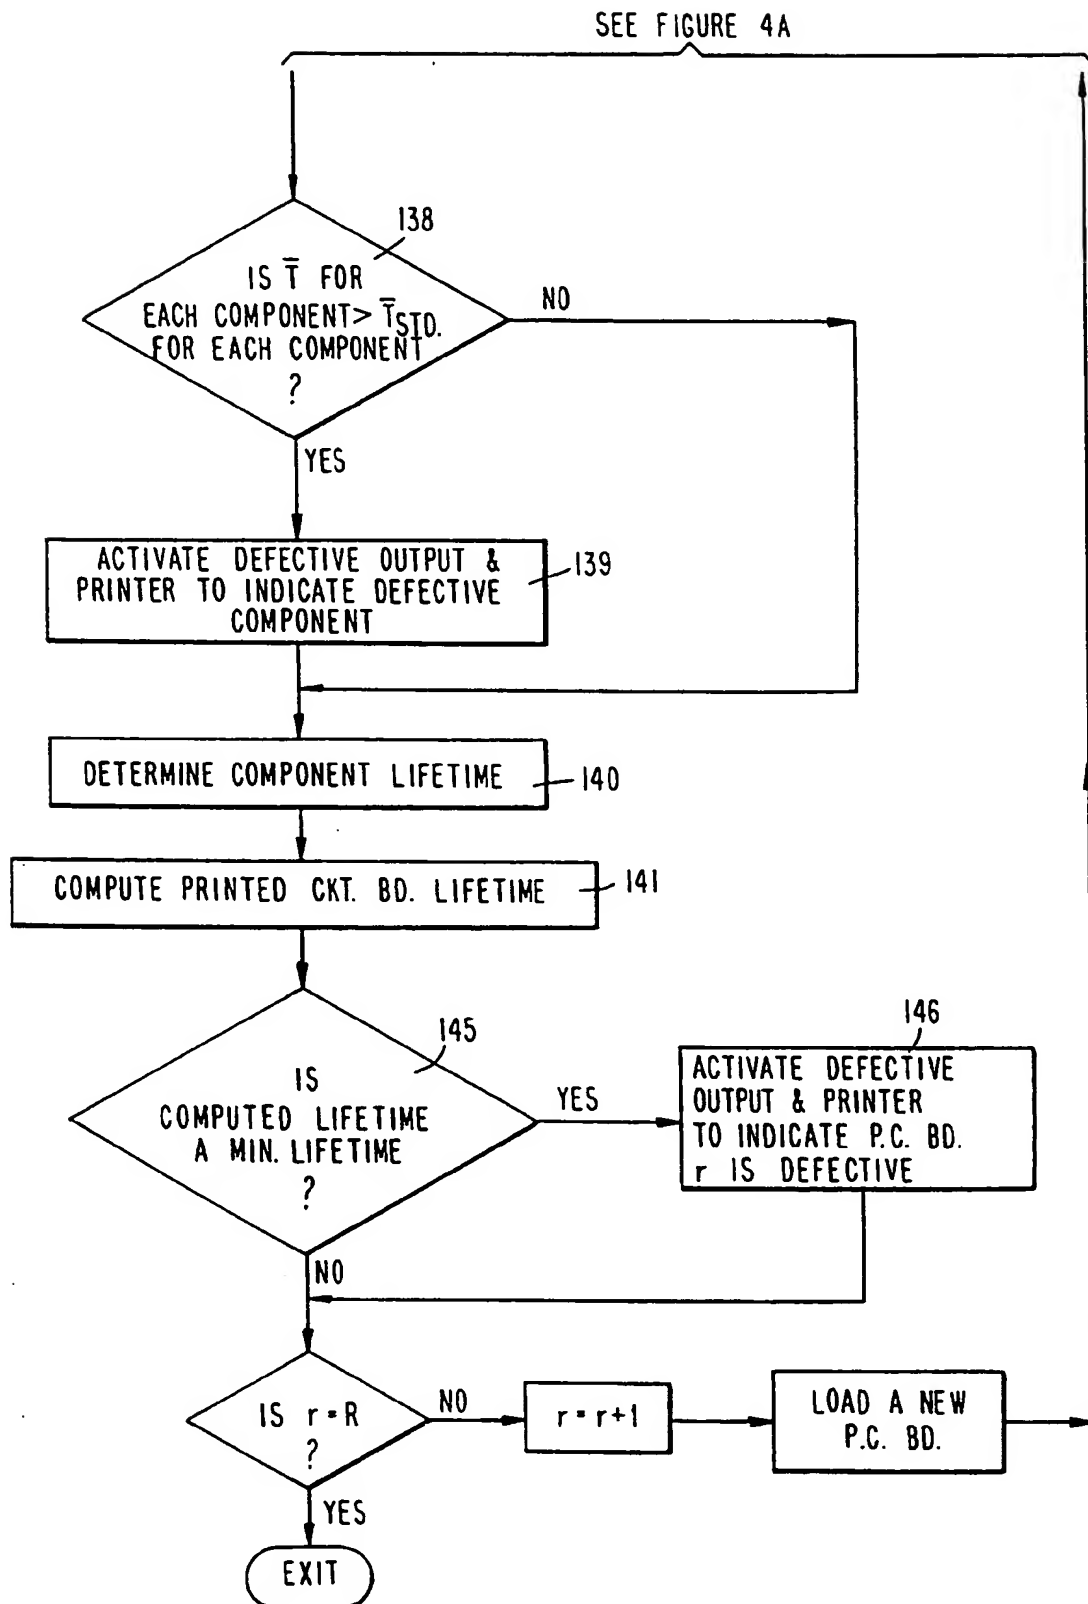 SEE FIGURE 4A
138
IS T̅ FOR
EACH COMPONENT> T̅STD.
FOR EACH COMPONENT
?
NO
YES
ACTIVATE DEFECTIVE OUTPUT &
PRINTER TO INDICATE DEFECTIVE
COMPONENT
139
DETERMINE COMPONENT LIFETIME
140
COMPUTE PRINTED CKT. BD. LIFETIME
141
145
IS
COMPUTED LIFETIME
A MIN. LIFETIME
?
YES
146
ACTIVATE DEFECTIVE
OUTPUT & PRINTER
TO INDICATE P.C. BD.
r IS DEFECTIVE
NO
IS r=R
?
NO
r=r+1
LOAD A NEW
P.C. BD.
YES
EXIT